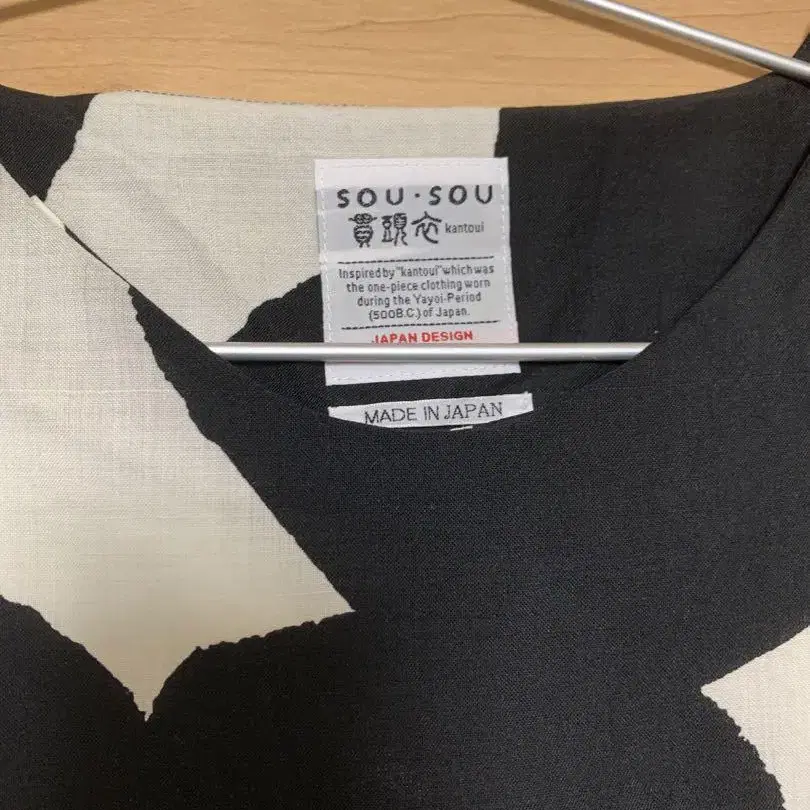 SOU・SOU
貫頭衣 kantoui
Inspired by "kantoui" which was
the one-piece clothing worn
during the Yayoi-Period
(500B.C.) of Japan.
JAPAN DESIGN
MADE IN JAPAN